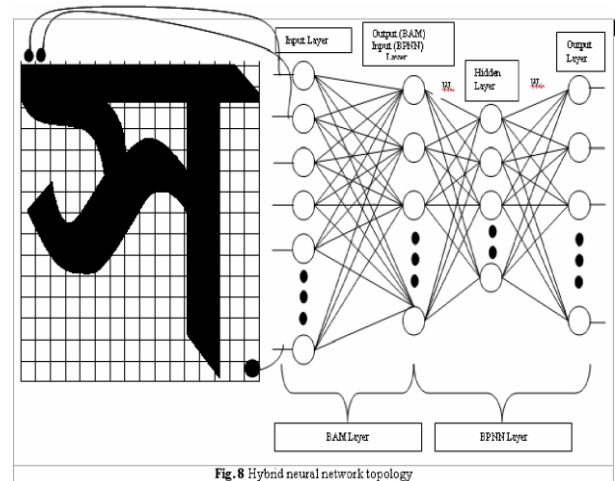 স
Input Layer
Output (BAM)
Input (BPNN)
Layer
Hidden
Layer
Output
Layer
BAM Layer
BPNN Layer
Fig. 8 Hybrid neural network topology